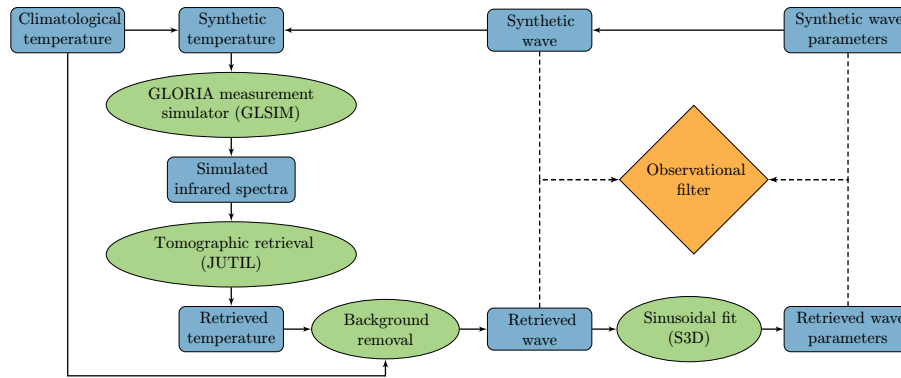 Climatological
temperature
Synthetic
temperature
Synthetic
wave
Synthetic wave
parameters
GLORIA measurement
simulator (GLSIM)
Simulated
infrared spectra
Observational
filter
Tomographic retrieval
(JUTIL)
Retrieved
temperature
Background
removal
Retrieved
wave
Sinusoidal fit
(S3D)
Retrieved wave
parameters